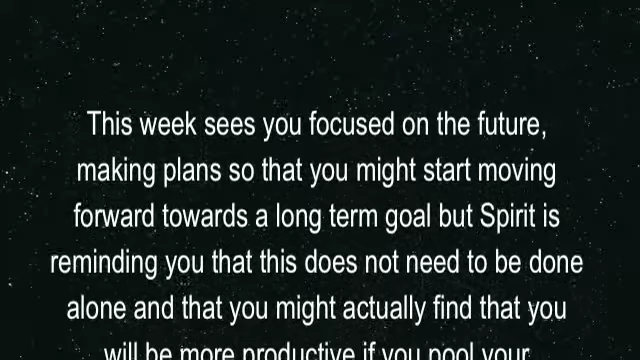 This week sees you focused on the future,
making plans so that you might start moving
forward towards a long term goal but Spirit is
reminding you that this does not need to be done
alone and that you might actually find that you
will be more productive if you pool your